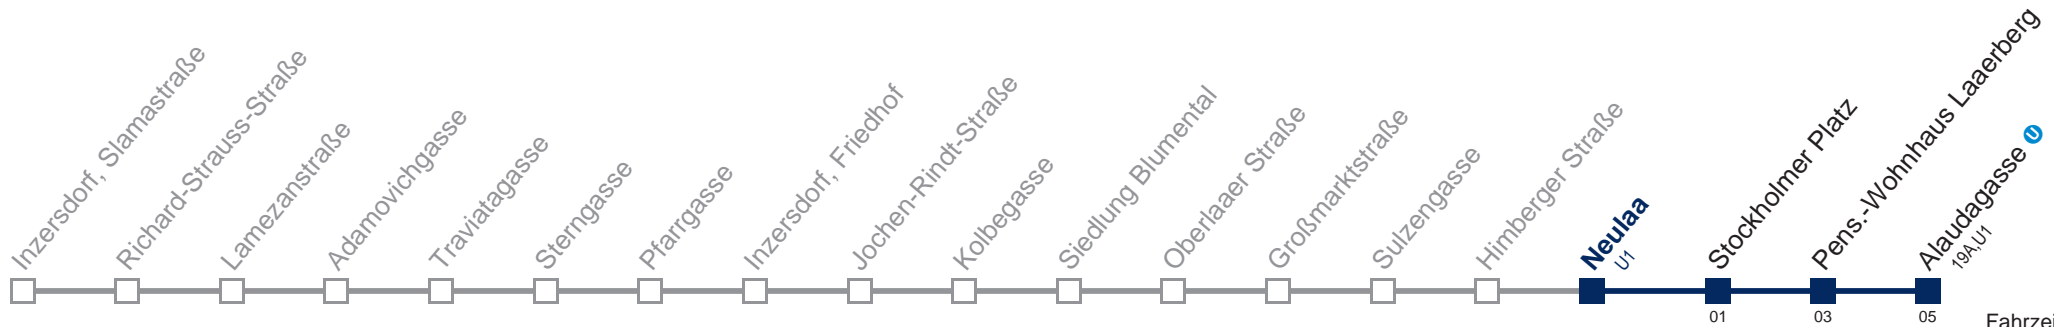 Inzersdorf, Slamastraße
Richard-Strauss-Straße
Lamezanstraße
Adamovichgasse
Traviatagasse
Sterngasse
Pfarrgasse
Inzersdorf, Friedhof
Jochen-Rindt-Straße
Kolbegasse
Siedlung Blumental
Oberlaaer Straße
Großmarktstraße
Sulzengasse
Himberger Straße
Neulaa
U1
Stockholmer Platz
Pens.-Wohnhaus Laaerberg
Alaudagasse U
19A,U1
01
03
05
Fahrzei